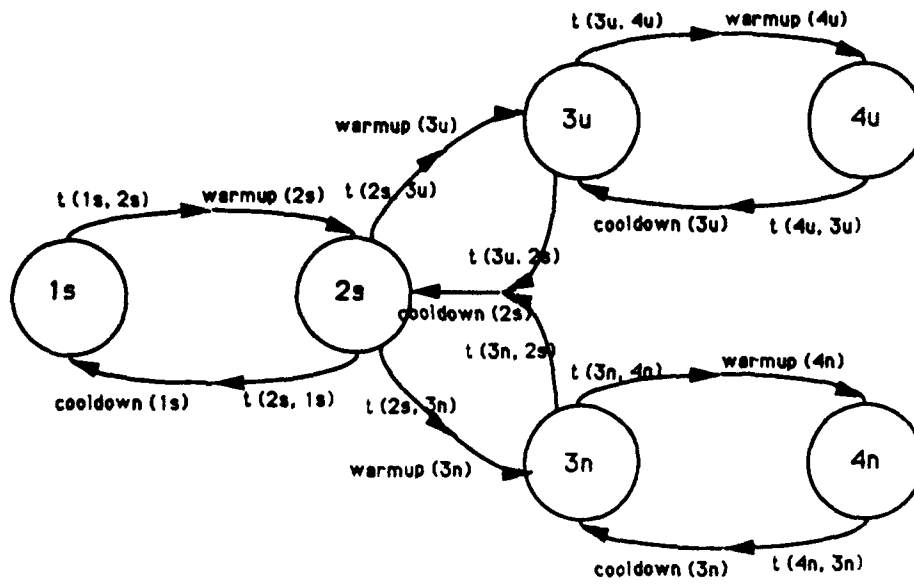 t (3u, 4u)
warmup (4u)
3u
4u
warmup (3u)
t (2s, 3u)
t (1s, 2s)
warmup (2s)
cooldown (3u)
t (4u, 3u)
t (3u, 2s)
1s
2s
cooldown (2s)
t (3n, 2s)
t (3n, 4n)
warmup (4n)
cooldown (1s)
t (2s, 1s)
t (2s, 3n)
warmup (3n)
3n
4n
cooldown (3n)
t (4n, 3n)